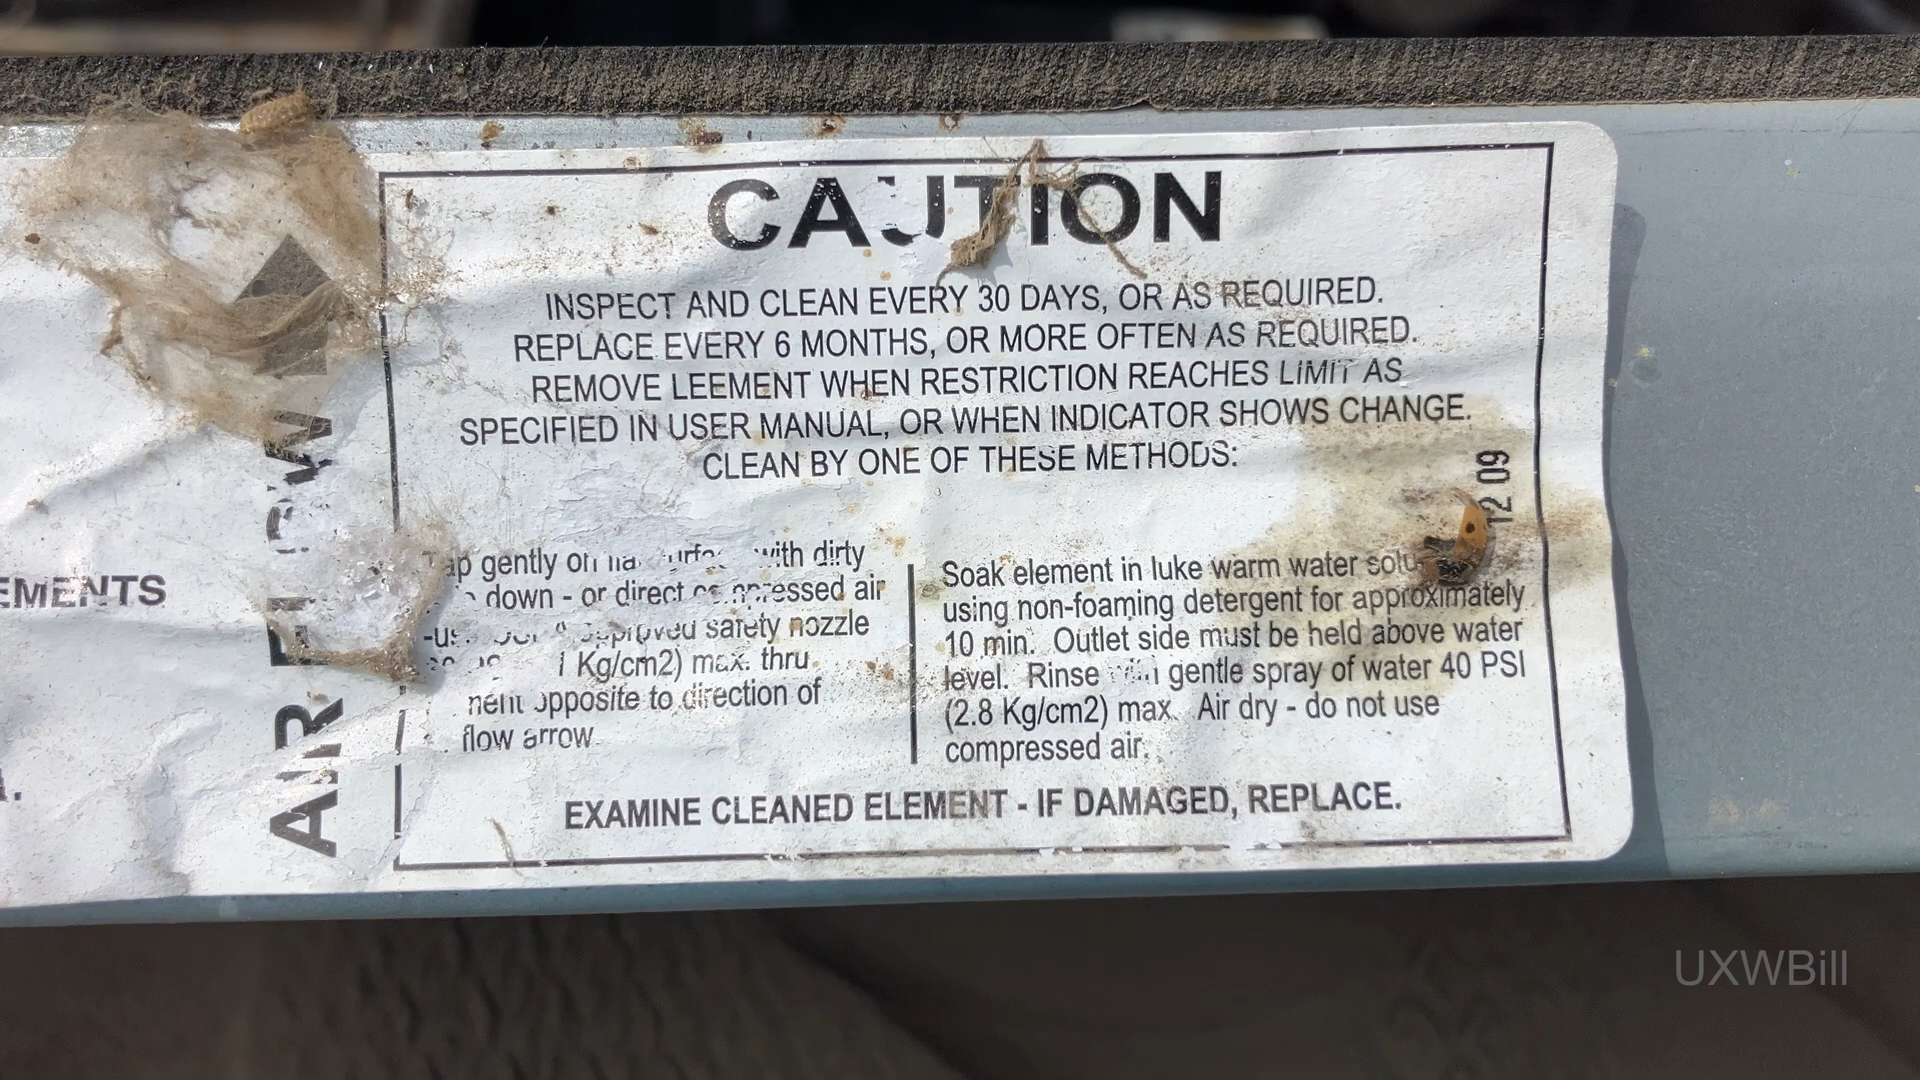 CAUTION
INSPECT AND CLEAN EVERY 30 DAYS, OR AS REQUIRED.
REPLACE EVERY 6 MONTHS, OR MORE OFTEN AS REQUIRED.
REMOVE LEEMENT WHEN RESTRICTION REACHES LIMIT AS
SPECIFIED IN USER MANUAL, OR WHEN INDICATOR SHOWS CHANGE.
CLEAN BY ONE OF THESE METHODS:
gently on with dirty
down - or direct compressed air
approved safety nozzle
Kg/cm2) max. thru
opposite to direction of
flow arrow
Soak element in luke warm water
using non-foaming detergent for approximately
10 min. Outlet side must be held above water
level. Rinse gentle spray of water 40 PSI
(2.8 Kg/cm2) max. Air dry - do not use
compressed air.
EXAMINE CLEANED ELEMENT - IF DAMAGED, REPLACE.
12 09
AIR FLOW
EMENTS
UXWBill